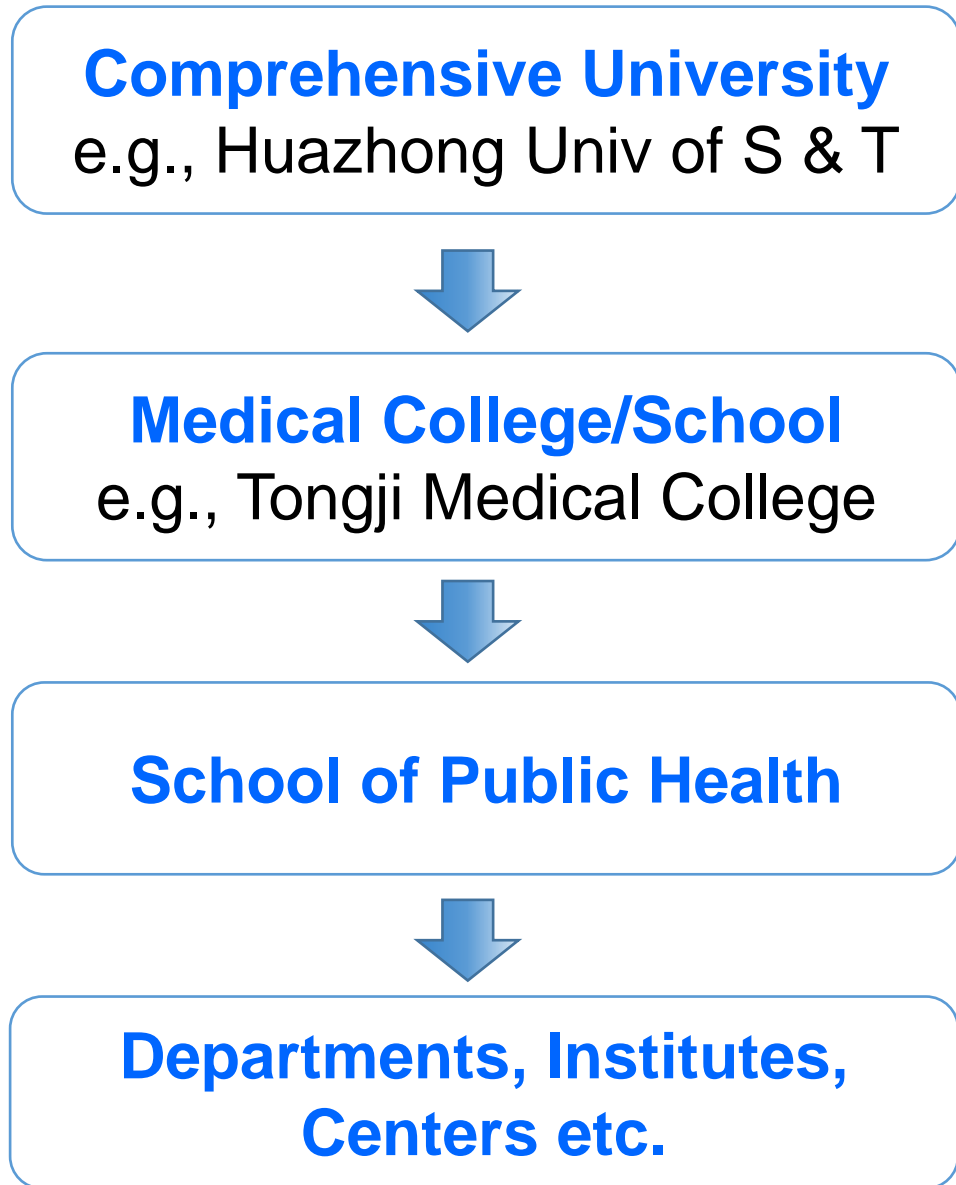 Comprehensive University
e.g., Huazhong Univ of S & T
Medical College/School
e.g., Tongji Medical College
School of Public Health
Departments, Institutes,
Centers etc.